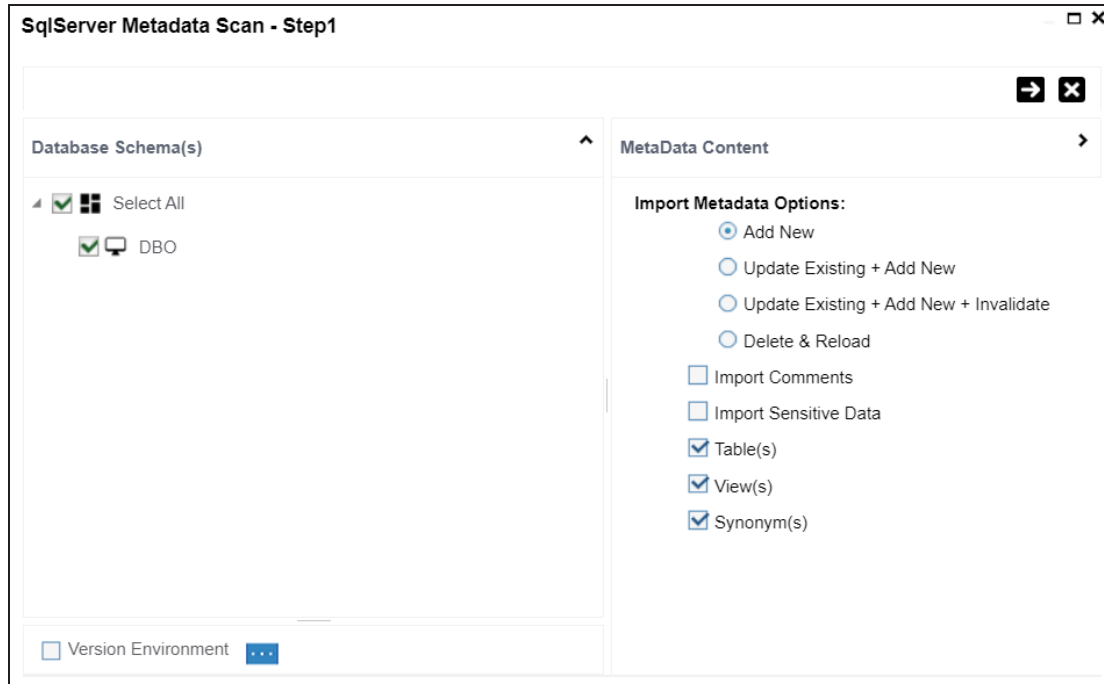 SqlServer Metadata Scan - Step1
Database Schema(s)
Select All
DBO
Version Environment
MetaData Content
Import Metadata Options:
Add New
Update Existing + Add New
Update Existing + Add New + Invalidate
Delete & Reload
Import Comments
Import Sensitive Data
Table(s)
View(s)
Synonym(s)